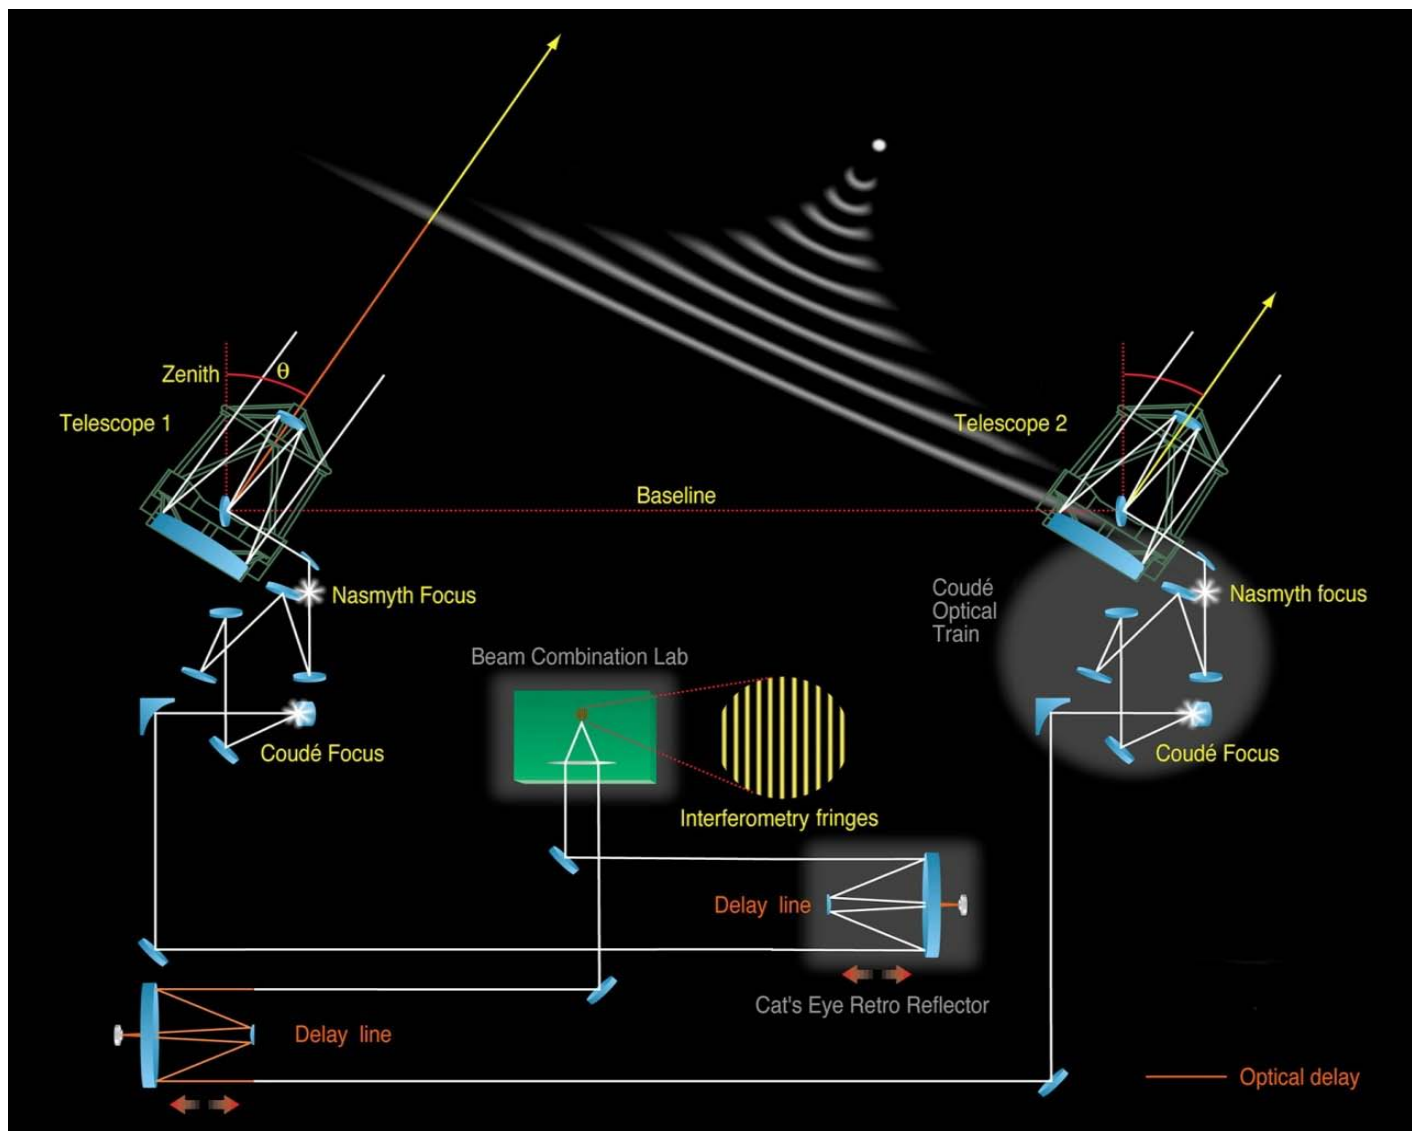 Zenith
θ
Telescope 1
Telescope 2
Baseline
Nasmyth Focus
Coudé
Optical
Train
Nasmyth focus
Beam Combination Lab
Coudé Focus
Coudé Focus
Interferometry fringes
Delay line
Cat's Eye Retro Reflector
Delay line
Optical delay